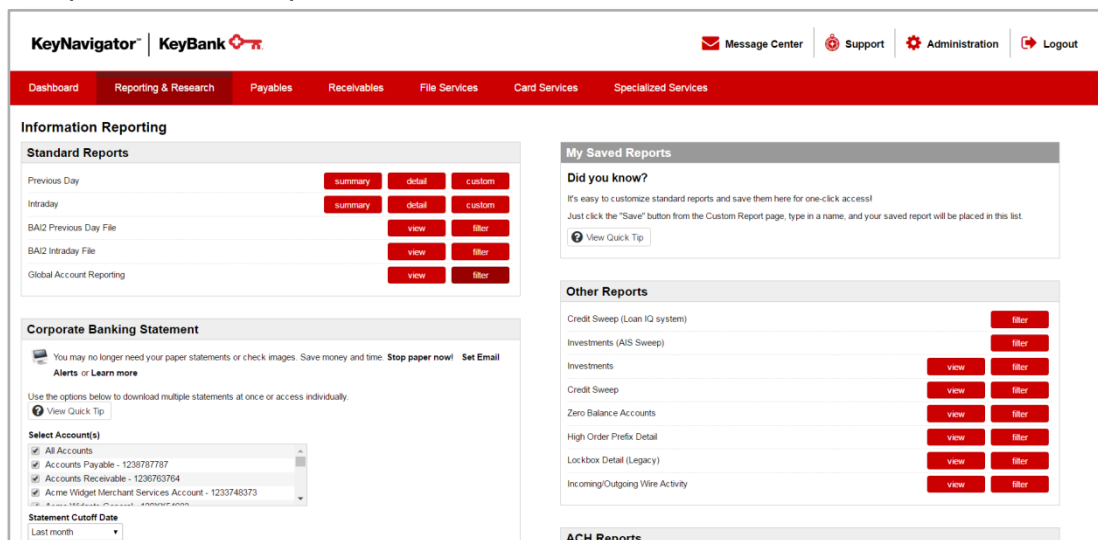 KeyNavigator℠ | KeyBank
Message Center
Support
Administration
Logout
Dashboard
Reporting & Research
Payables
Receivables
File Services
Card Services
Specialized Services
Information Reporting
Standard Reports
Previous Day summary detail custom
Intraday summary detail custom
BAI2 Previous Day File view filter
BAI2 Intraday File view filter
Global Account Reporting view filter
Corporate Banking Statement
You may no longer need your paper statements or check images. Save money and time. Stop paper now! Set Email
Alerts or Learn more
Use the options below to download multiple statements at once or access individually.
View Quick Tip
Select Account(s)
All Accounts
Accounts Payable - 1238787787
Accounts Receivable - 1236763764
Acme Widget Merchant Services Account - 1233748373
Statement Cutoff Date
Last month
My Saved Reports
Did you know?
It's easy to customize standard reports and save them here for one-click access!
Just click the "Save" button from the Custom Report page, type in a name, and your saved report will be placed in this list.
View Quick Tip
Other Reports
Credit Sweep (Loan IQ system) filter
Investments (AIS Sweep) filter
Investments view filter
Credit Sweep view filter
Zero Balance Accounts view filter
High Order Prefix Detail view filter
Lockbox Detail (Legacy) view filter
Incoming/Outgoing Wire Activity view filter
ACH Reports